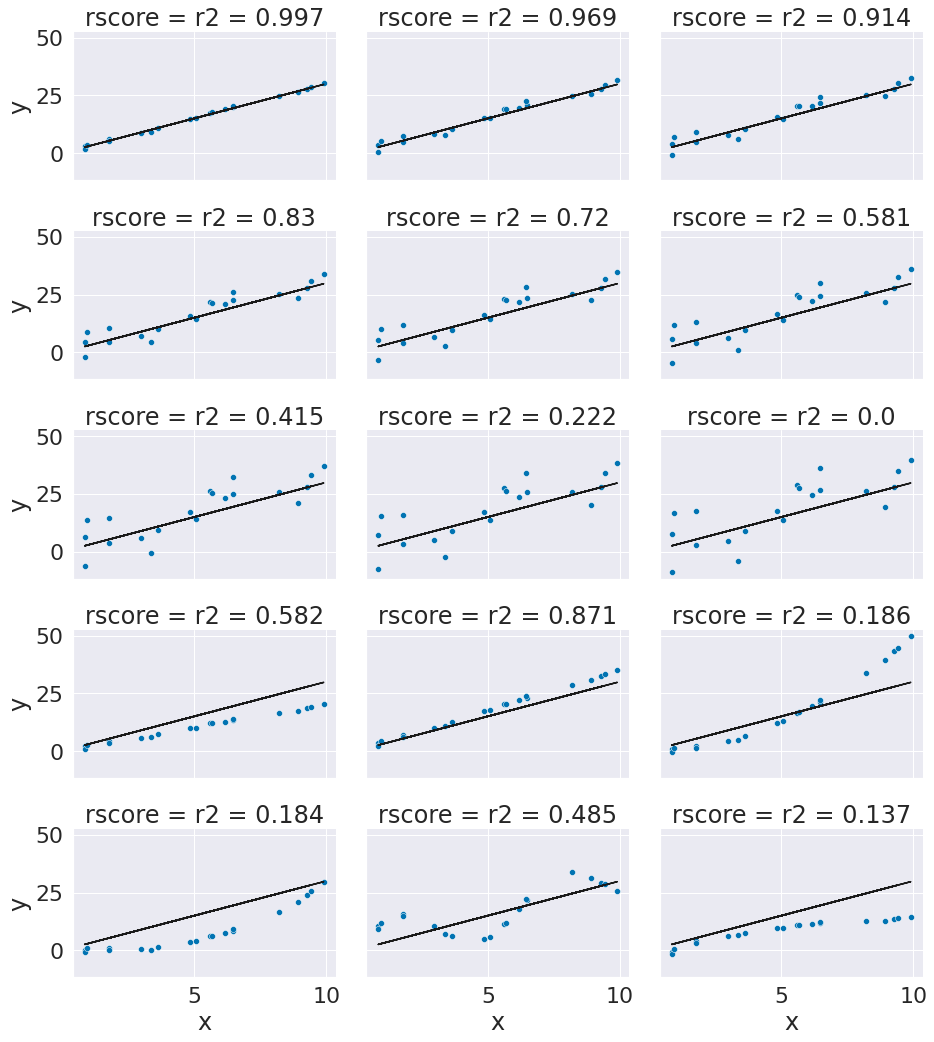 rscore = r2 = 0.997 rscore = r2 = 0.969 rscore = r2 = 0.914
50
25
0
y
rscore = r2 = 0.83 rscore = r2 = 0.72 rscore = r2 = 0.581
50
25
0
y
rscore = r2 = 0.415 rscore = r2 = 0.222 rscore = r2 = 0.0
50
25
0
y
rscore = r2 = 0.582 rscore = r2 = 0.871 rscore = r2 = 0.186
50
25
0
y
rscore = r2 = 0.184 rscore = r2 = 0.485 rscore = r2 = 0.137
50
25
0
y
5 10 5 10 5 10
x x x